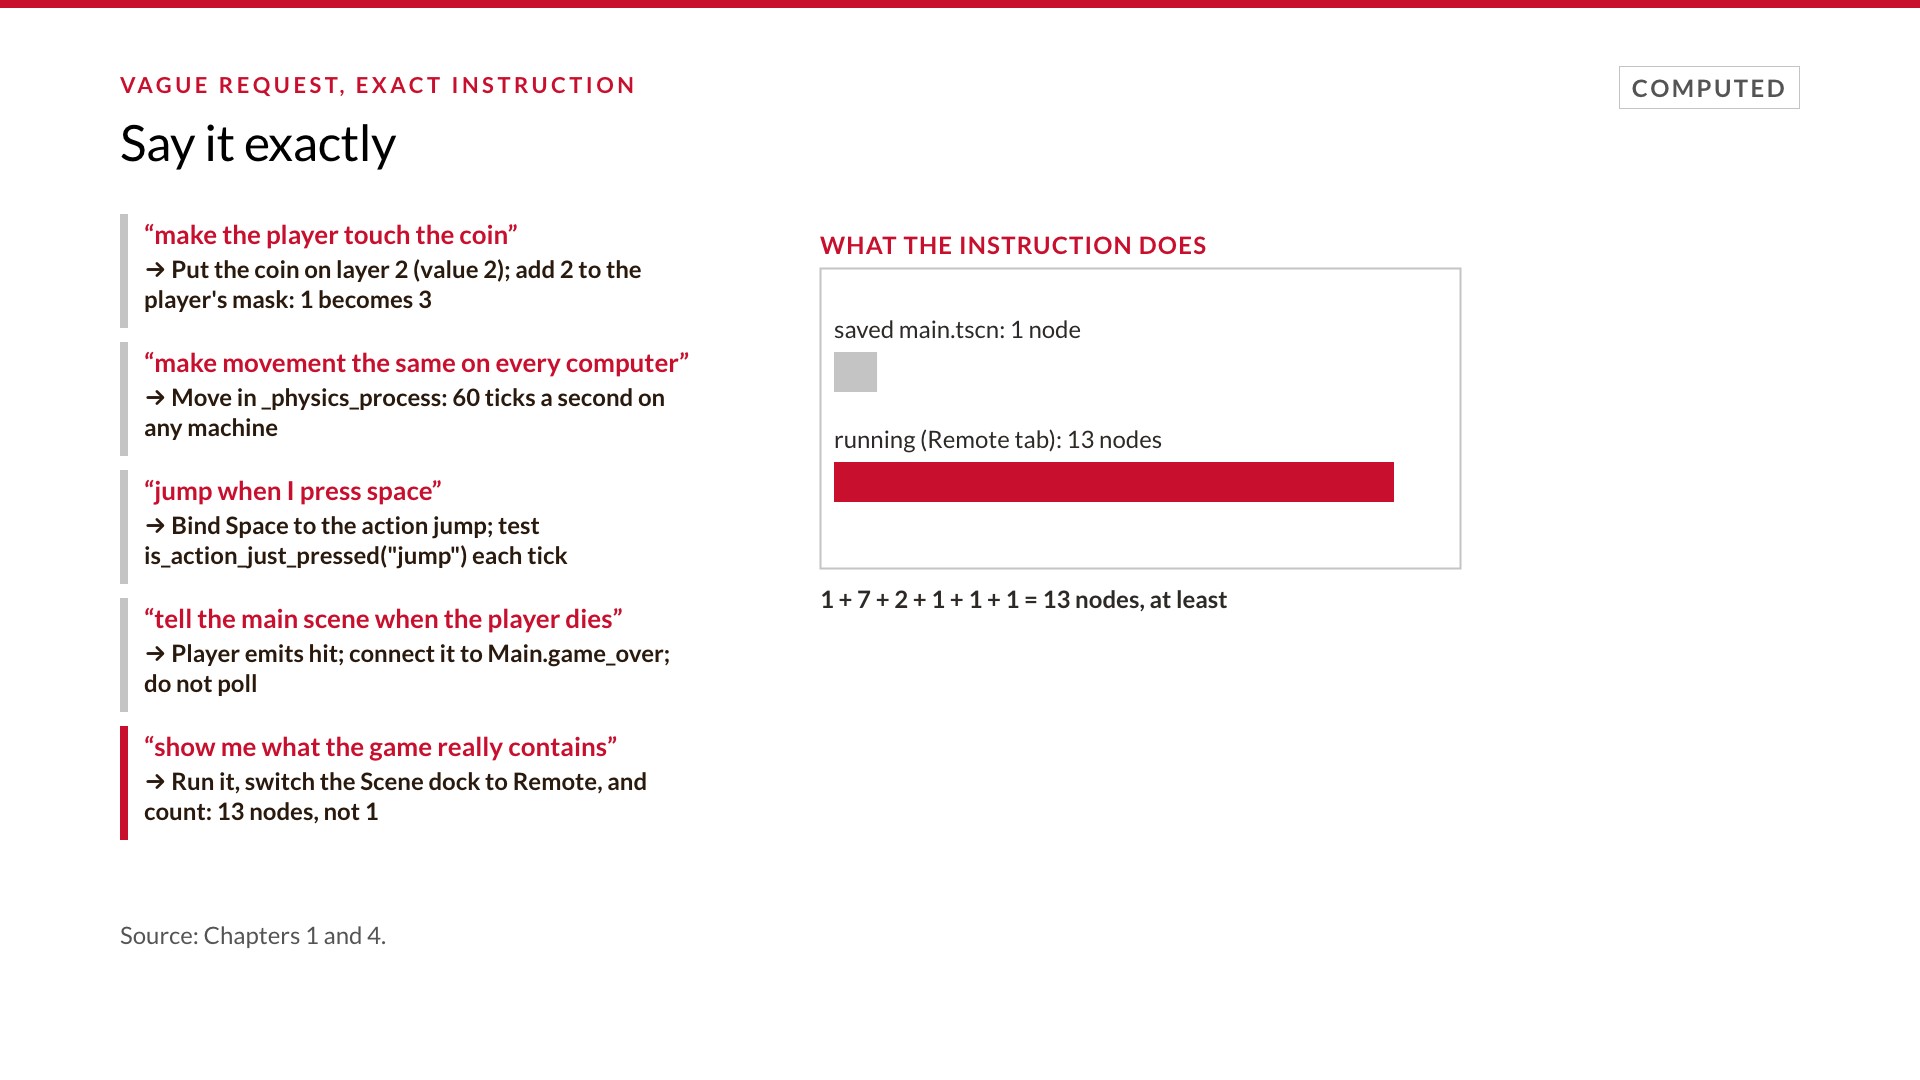 VAGUE REQUEST, EXACT INSTRUCTION
COMPUTED
Say it exactly
“make the player touch the coin”
→ Put the coin on layer 2 (value 2); add 2 to the
player's mask: 1 becomes 3
“make movement the same on every computer”
→ Move in _physics_process: 60 ticks a second on
any machine
“jump when I press space”
→ Bind Space to the action jump; test
is_action_just_pressed("jump") each tick
“tell the main scene when the player dies”
→ Player emits hit; connect it to Main.game_over;
do not poll
“show me what the game really contains”
→ Run it, switch the Scene dock to Remote, and
count: 13 nodes, not 1
WHAT THE INSTRUCTION DOES
saved main.tscn: 1 node
running (Remote tab): 13 nodes
1 + 7 + 2 + 1 + 1 + 1 = 13 nodes, at least
Source: Chapters 1 and 4.